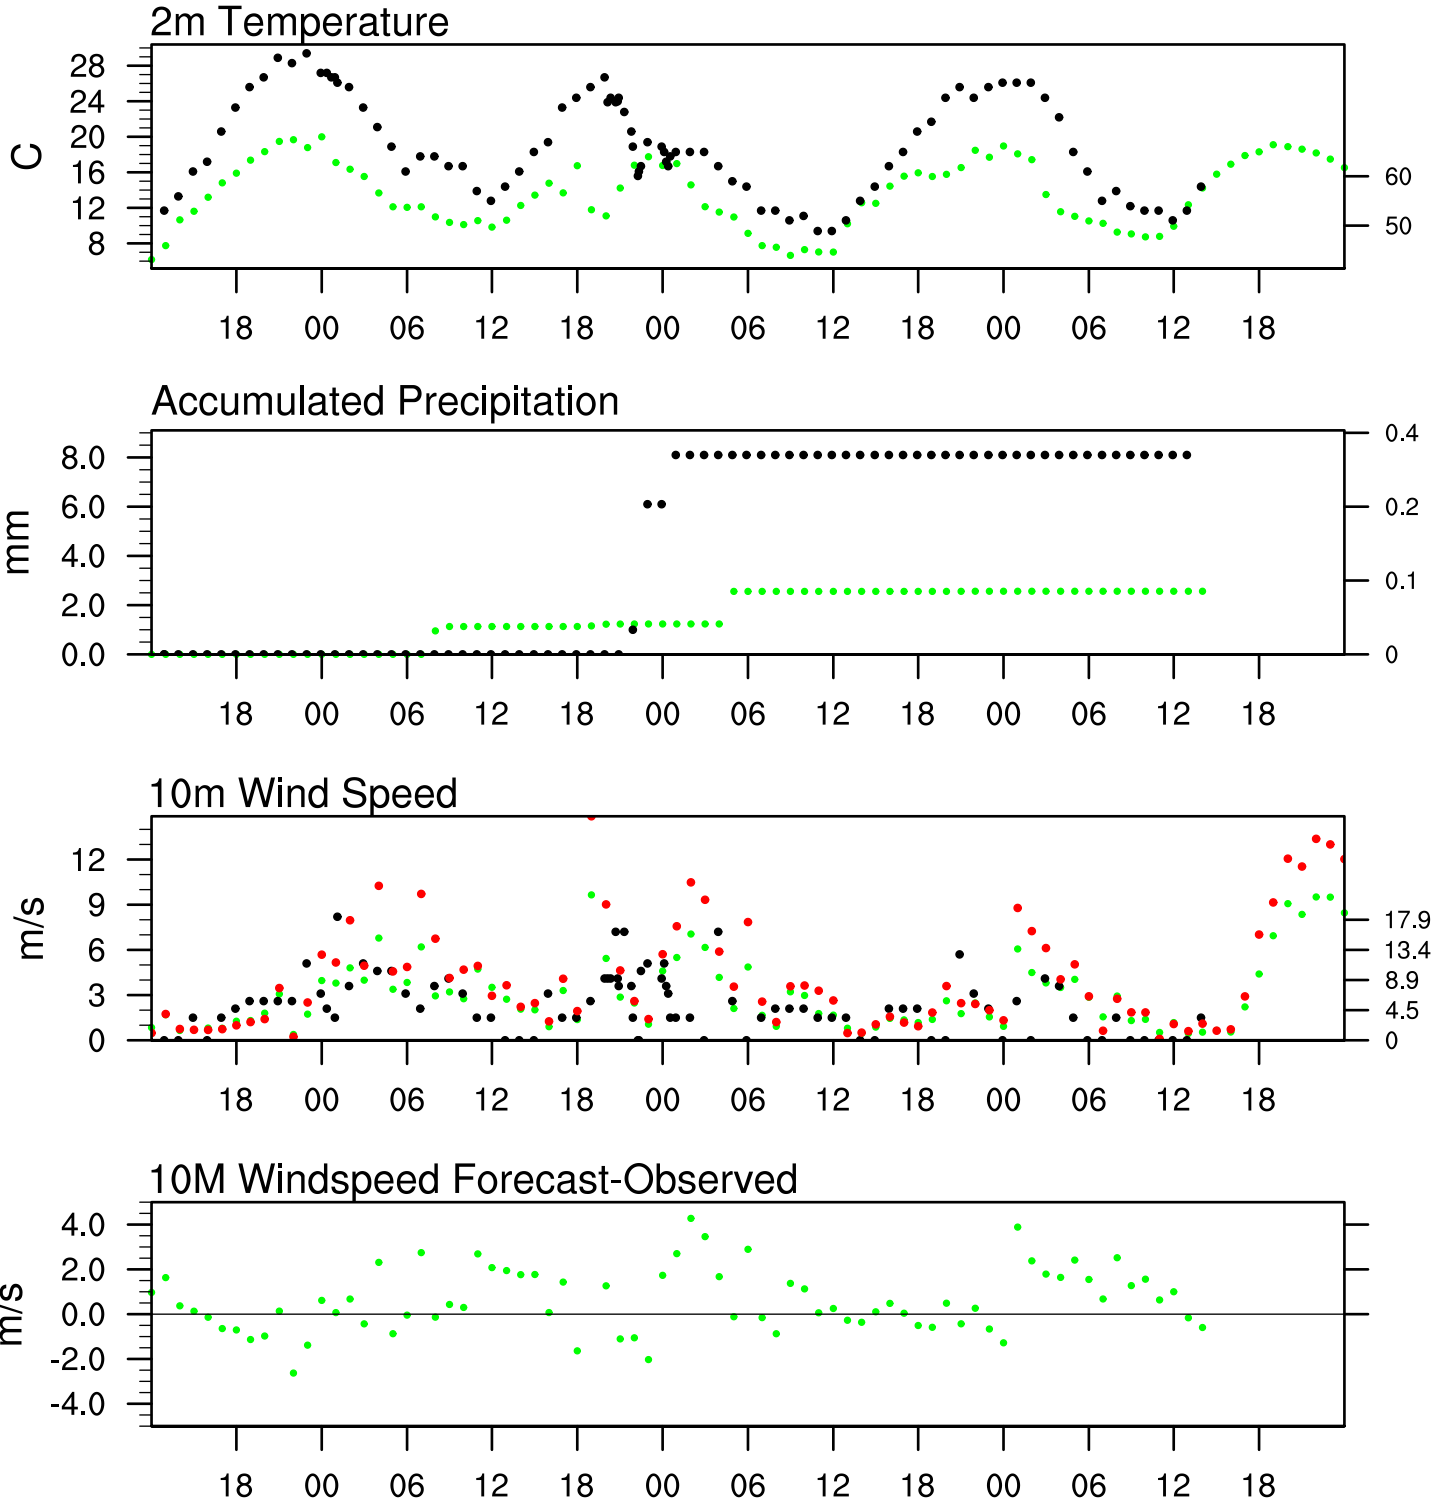 2m Temperature
28
24
20
16
12
8
C
60
50
18 00 06 12 18 00 06 12 18 00 06 12 18
Accumulated Precipitation
8.0
6.0
4.0
2.0
0.0
mm
0.4
0.2
0.1
0
18 00 06 12 18 00 06 12 18 00 06 12 18
10m Wind Speed
12
9
6
3
0
m/s
17.9
13.4
8.9
4.5
0
18 00 06 12 18 00 06 12 18 00 06 12 18
10M Windspeed Forecast-Observed
4.0
2.0
0.0
-2.0
-4.0
m/s
18 00 06 12 18 00 06 12 18 00 06 12 18